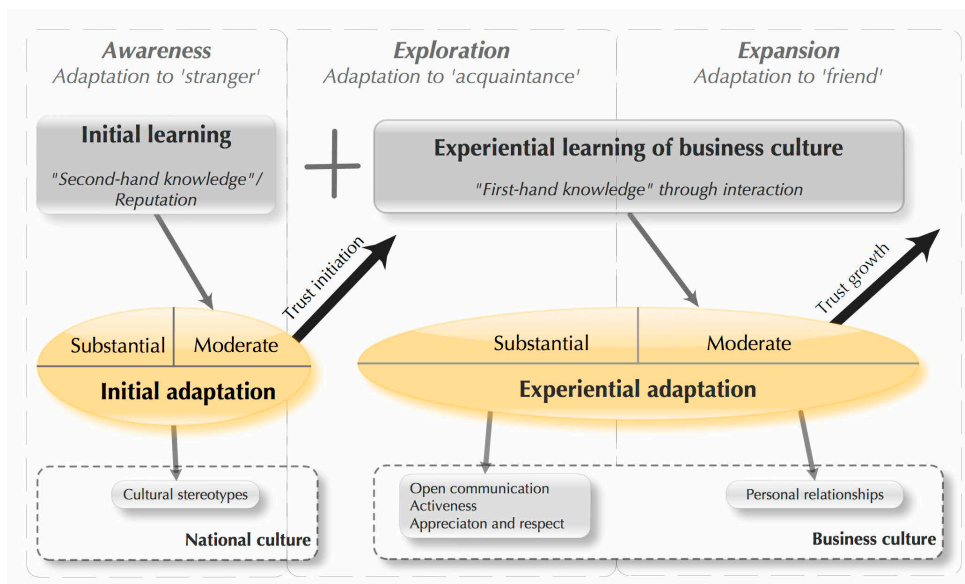 Awareness
Adaptation to 'stranger'
Exploration
Adaptation to 'acquaintance'
Expansion
Adaptation to 'friend'
Initial learning
"Second-hand knowledge"/
Reputation
Experiential learning of business culture
"First-hand knowledge" through interaction
Trust initiation
Trust growth
Substantial
Moderate
Initial adaptation
Substantial
Moderate
Experiential adaptation
Cultural stereotypes
National culture
Open communication
Activeness
Appreciaton and respect
Personal relationships
Business culture